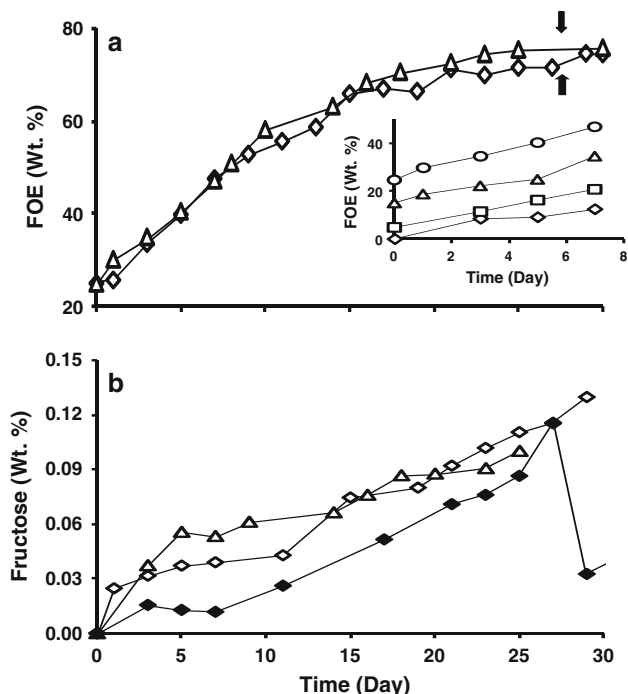 a
80
60
40
20
FOE (Wt. %)
40
20
0
FOE (Wt. %)
0 2 4 6 8
Time (Day)
b
0.15
0.12
0.09
0.06
0.03
0.00
Fructose (Wt. %)
0 5 10 15 20 25 30
Time (Day)